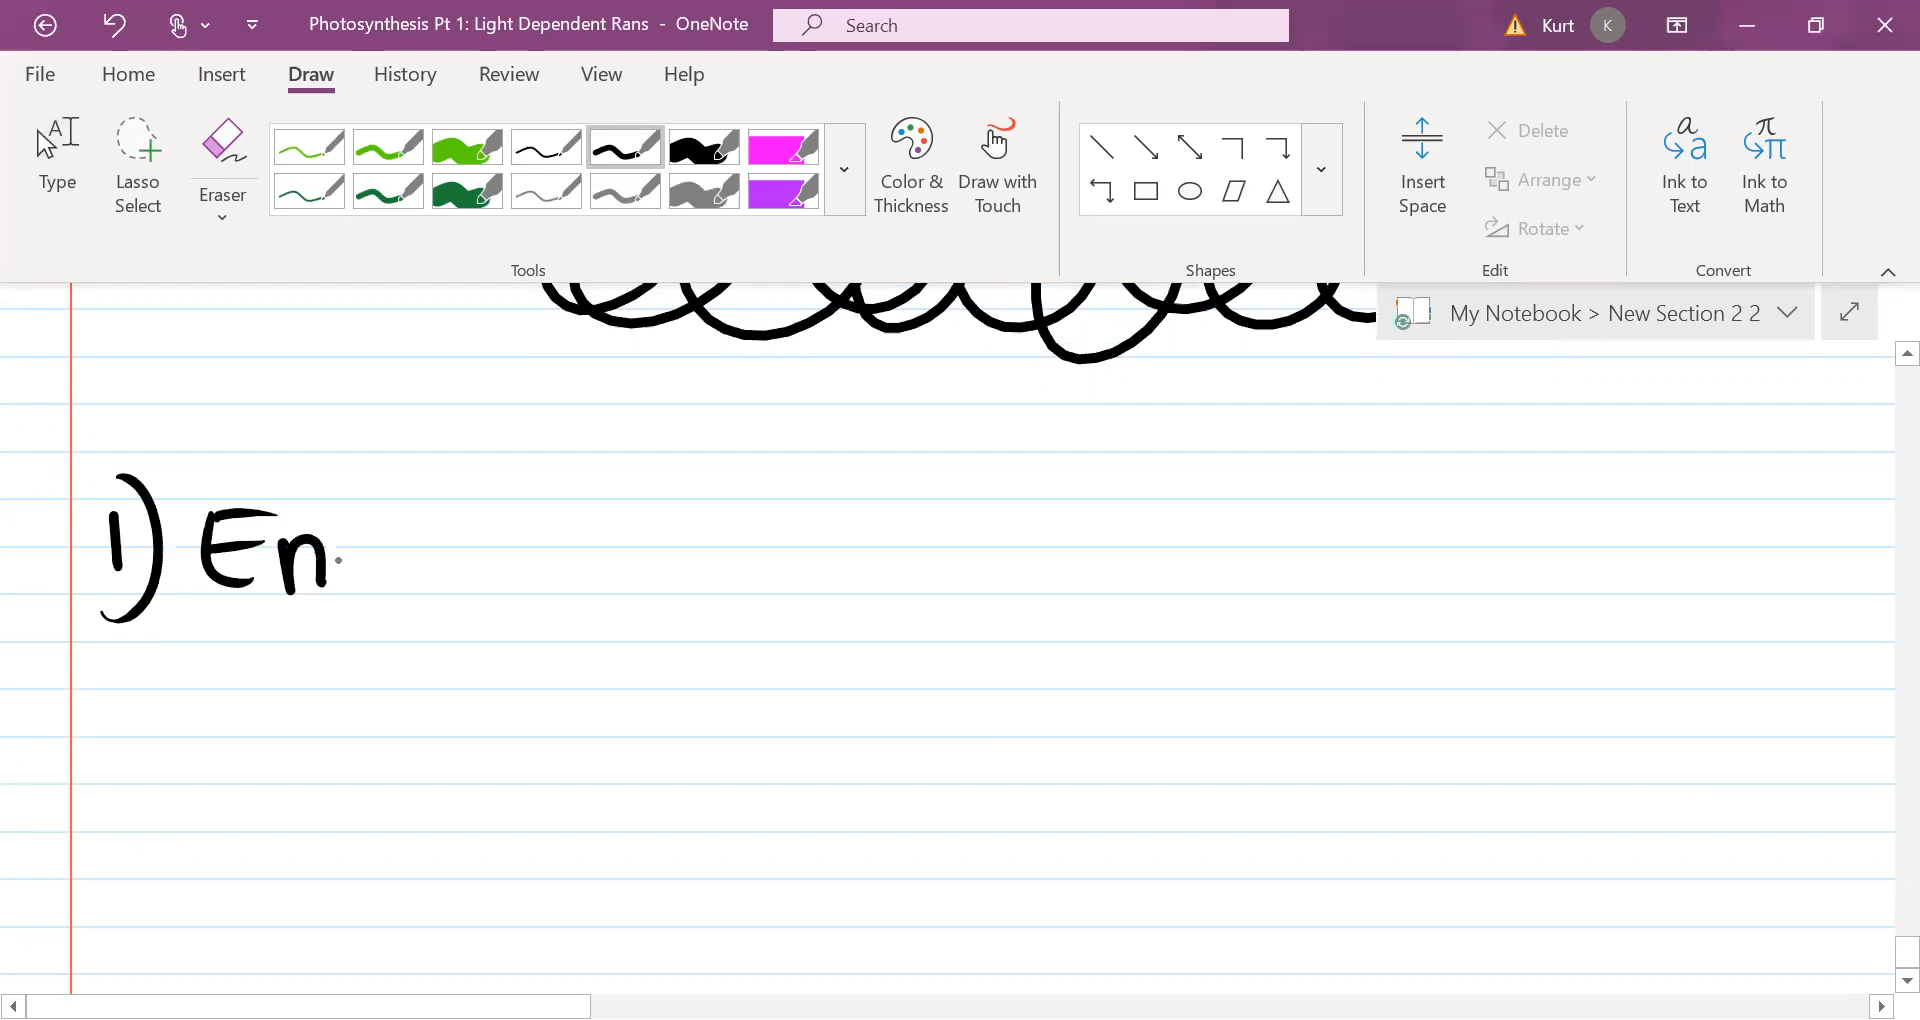 Photosynthesis Pt 1: Light Dependent Rans - OneNote
Search
Kurt
K
File Home Insert Draw History Review View Help
Type
Lasso Select
Eraser
Color & Thickness
Draw with Touch
Insert Space
Delete
Arrange
Rotate
Ink to Text
Ink to Math
Tools
Shapes
Edit
Convert
My Notebook > New Section 2 2
1) En